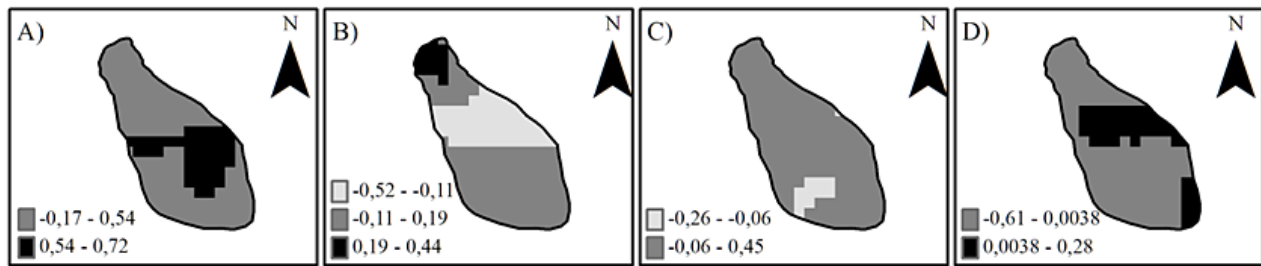 A)
N
-0,17 - 0,54
0,54 - 0,72
B)
N
-0,52 - -0,11
-0,11 - 0,19
0,19 - 0,44
C)
N
-0,26 - -0,06
-0,06 - 0,45
D)
N
-0,61 - 0,0038
0,0038 - 0,28